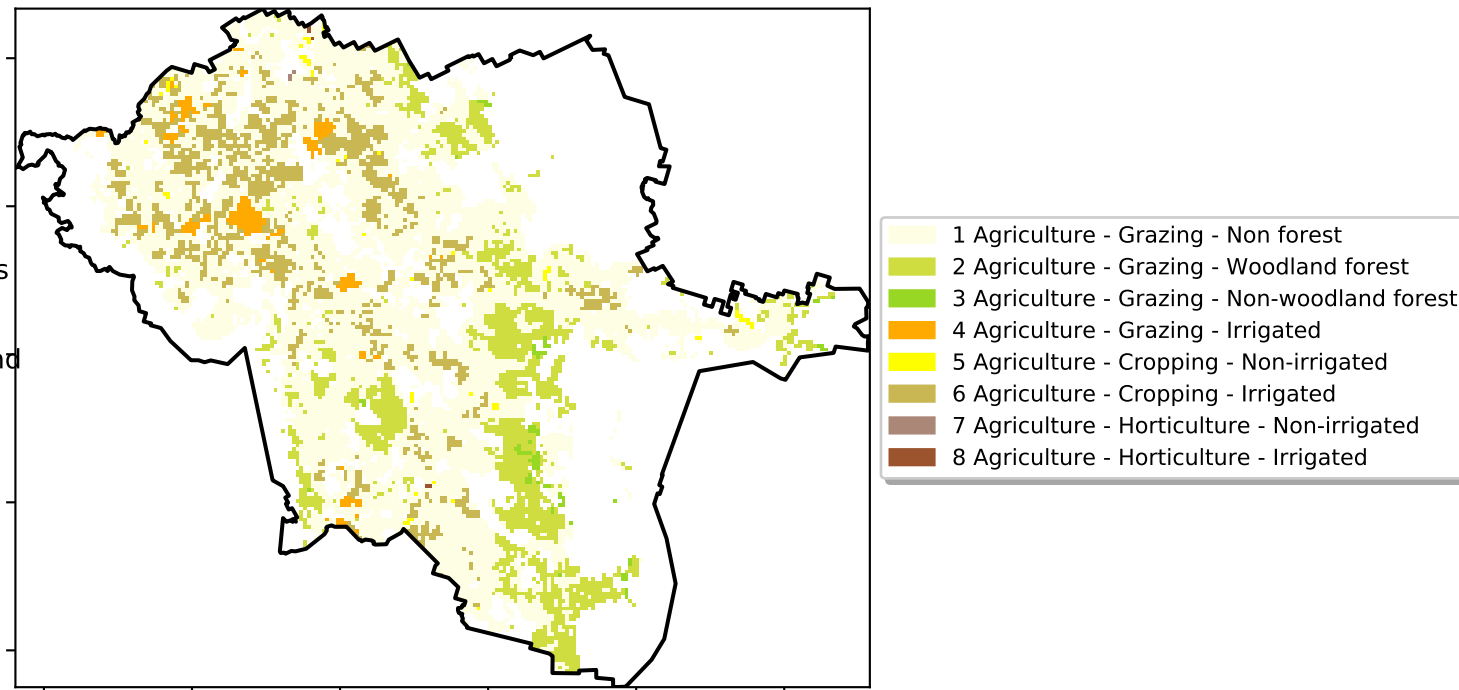 s
nd
1 Agriculture - Grazing - Non forest
2 Agriculture - Grazing - Woodland forest
3 Agriculture - Grazing - Non-woodland forest
4 Agriculture - Grazing - Irrigated
5 Agriculture - Cropping - Non-irrigated
6 Agriculture - Cropping - Irrigated
7 Agriculture - Horticulture - Non-irrigated
8 Agriculture - Horticulture - Irrigated